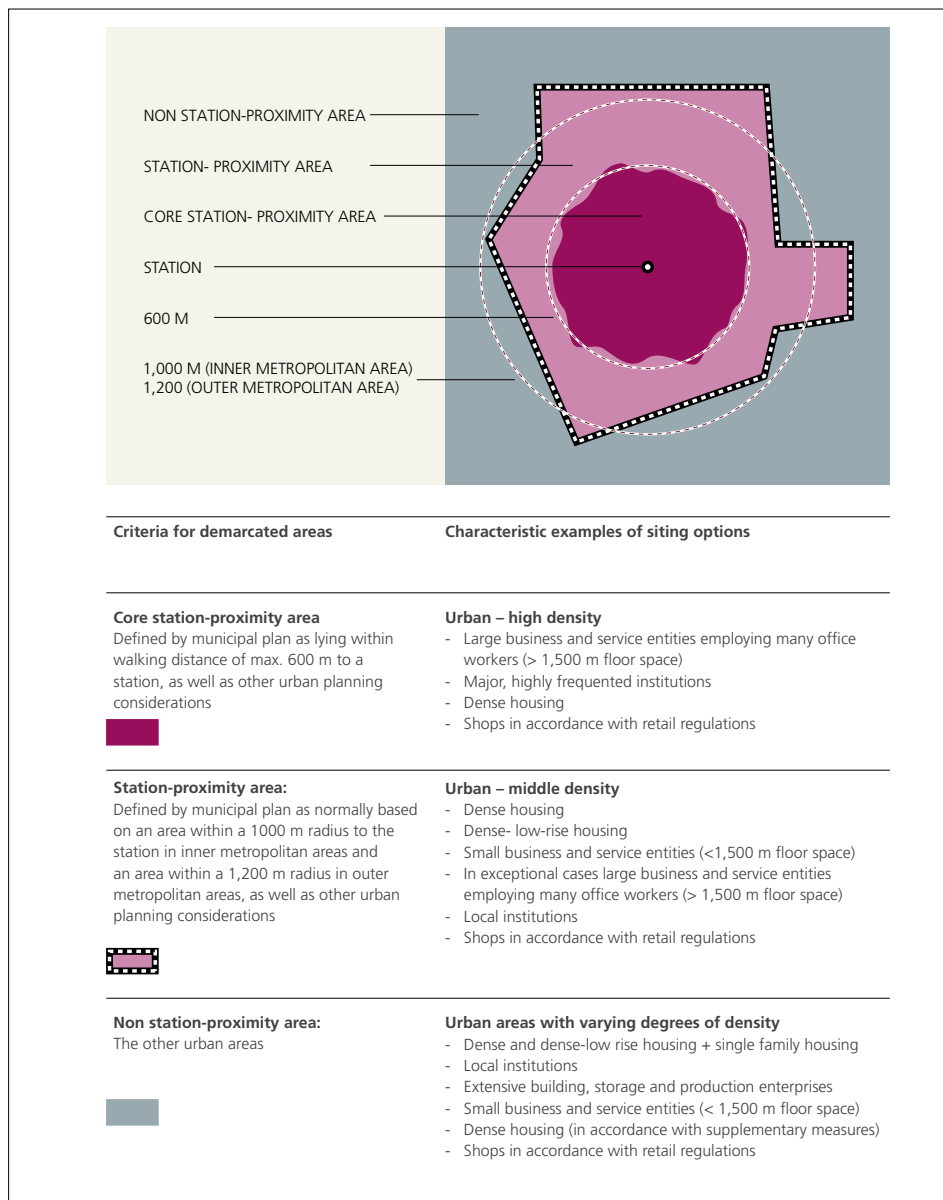 NON STATION-PROXIMITY AREA
STATION- PROXIMITY AREA
CORE STATION- PROXIMITY AREA
STATION
600 M
1,000 M (INNER METROPOLITAN AREA)
1,200 (OUTER METROPOLITAN AREA)
Criteria for demarcated areas
Characteristic examples of siting options
Core station-proximity area
Defined by municipal plan as lying within
walking distance of max. 600 m to a
station, as well as other urban planning
considerations
Urban – high density
- Large business and service entities employing many office
workers (> 1,500 m floor space)
- Major, highly frequented institutions
- Dense housing
- Shops in accordance with retail regulations
Station-proximity area:
Defined by municipal plan as normally based
on an area within a 1000 m radius to the
station in inner metropolitan areas and
an area within a 1,200 m radius in outer
metropolitan areas, as well as other urban
planning considerations
Urban – middle density
- Dense housing
- Dense- low-rise housing
- Small business and service entities (<1,500 m floor space)
- In exceptional cases large business and service entities
employing many office workers (> 1,500 m floor space)
- Local institutions
- Shops in accordance with retail regulations
Non station-proximity area:
The other urban areas
Urban areas with varying degrees of density
- Dense and dense-low rise housing + single family housing
- Local institutions
- Extensive building, storage and production enterprises
- Small business and service entities (< 1,500 m floor space)
- Dense housing (in accordance with supplementary measures)
- Shops in accordance with retail regulations